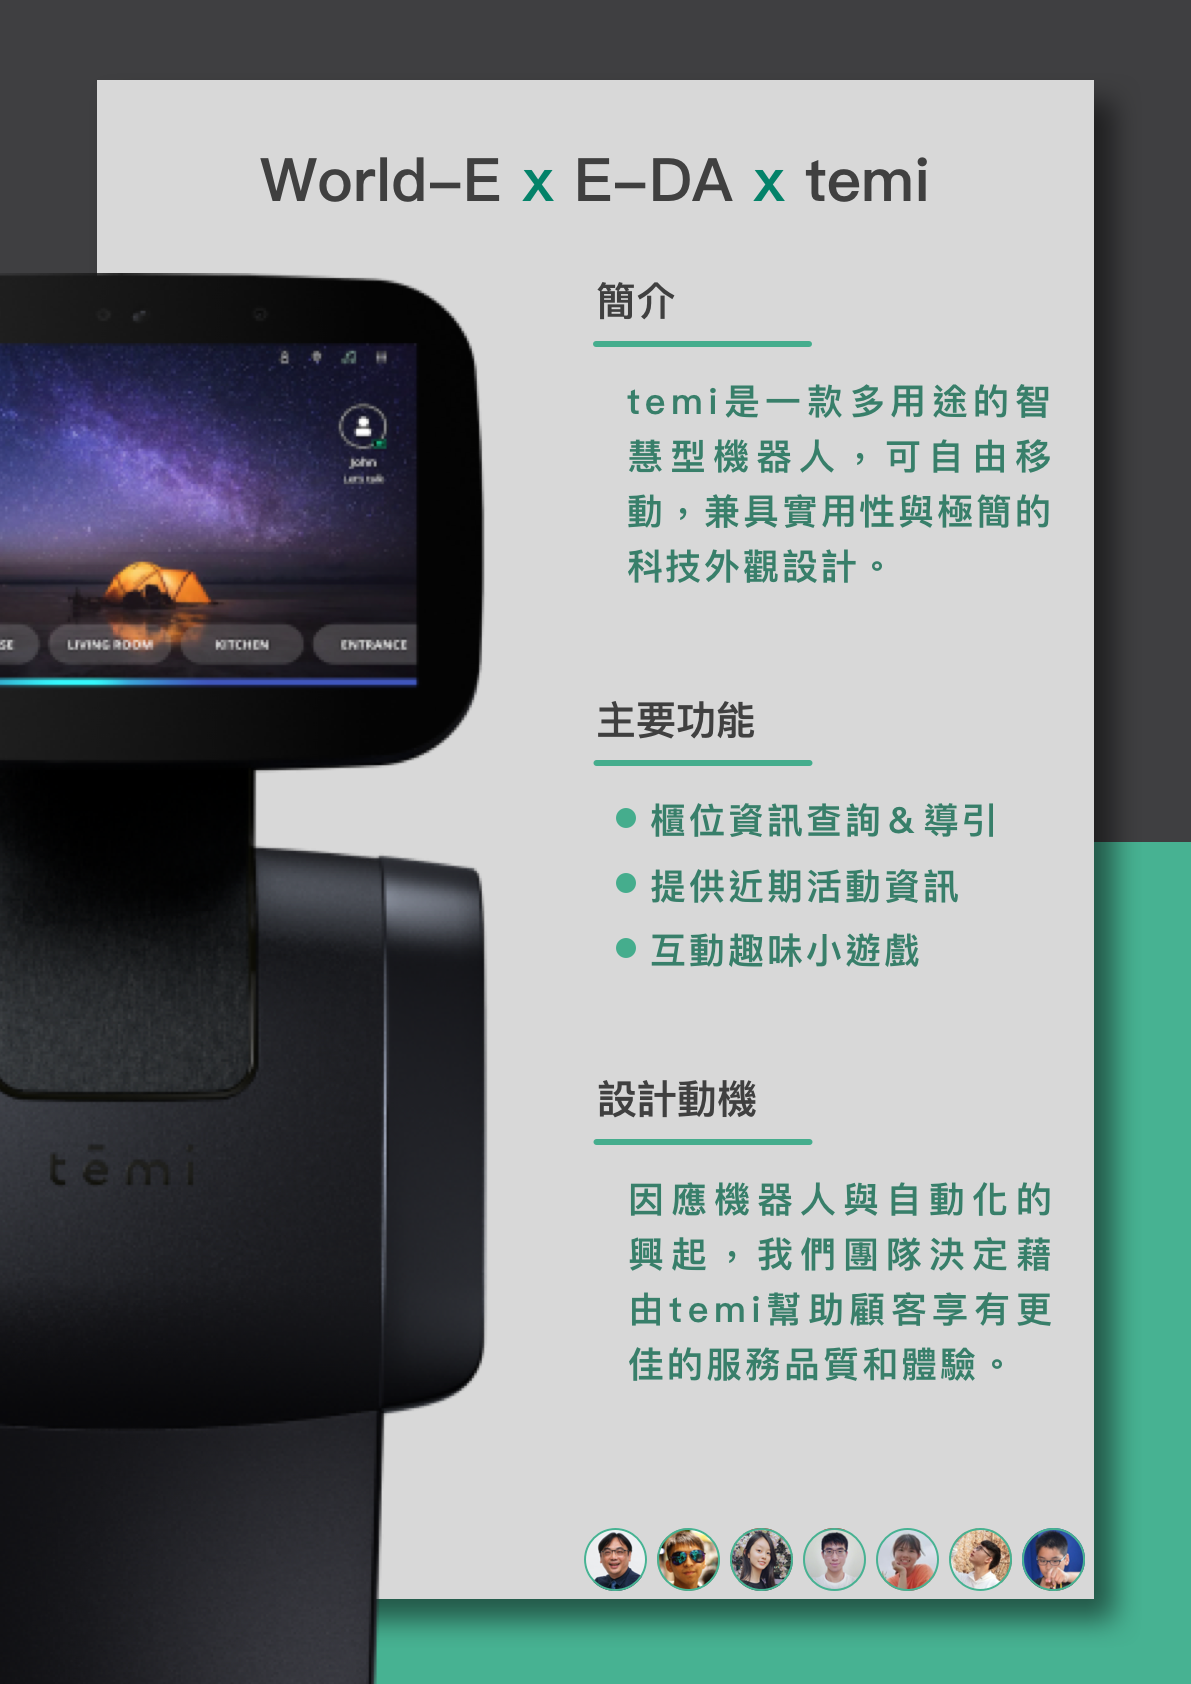 World-E x E-DA x temi
簡介
temi是一款多用途的智
慧型機器人，可自由移
動，兼具實用性與極簡的
科技外觀設計。
john
Let's talk
SE
LIVING ROOM
KITCHEN
ENTRANCE
主要功能
櫃位資訊查詢＆導引
提供近期活動資訊
互動趣味小遊戲
tēmi
設計動機
因應機器人與自動化的
興起，我們團隊決定藉
由temi幫助顧客享有更
佳的服務品質和體驗。